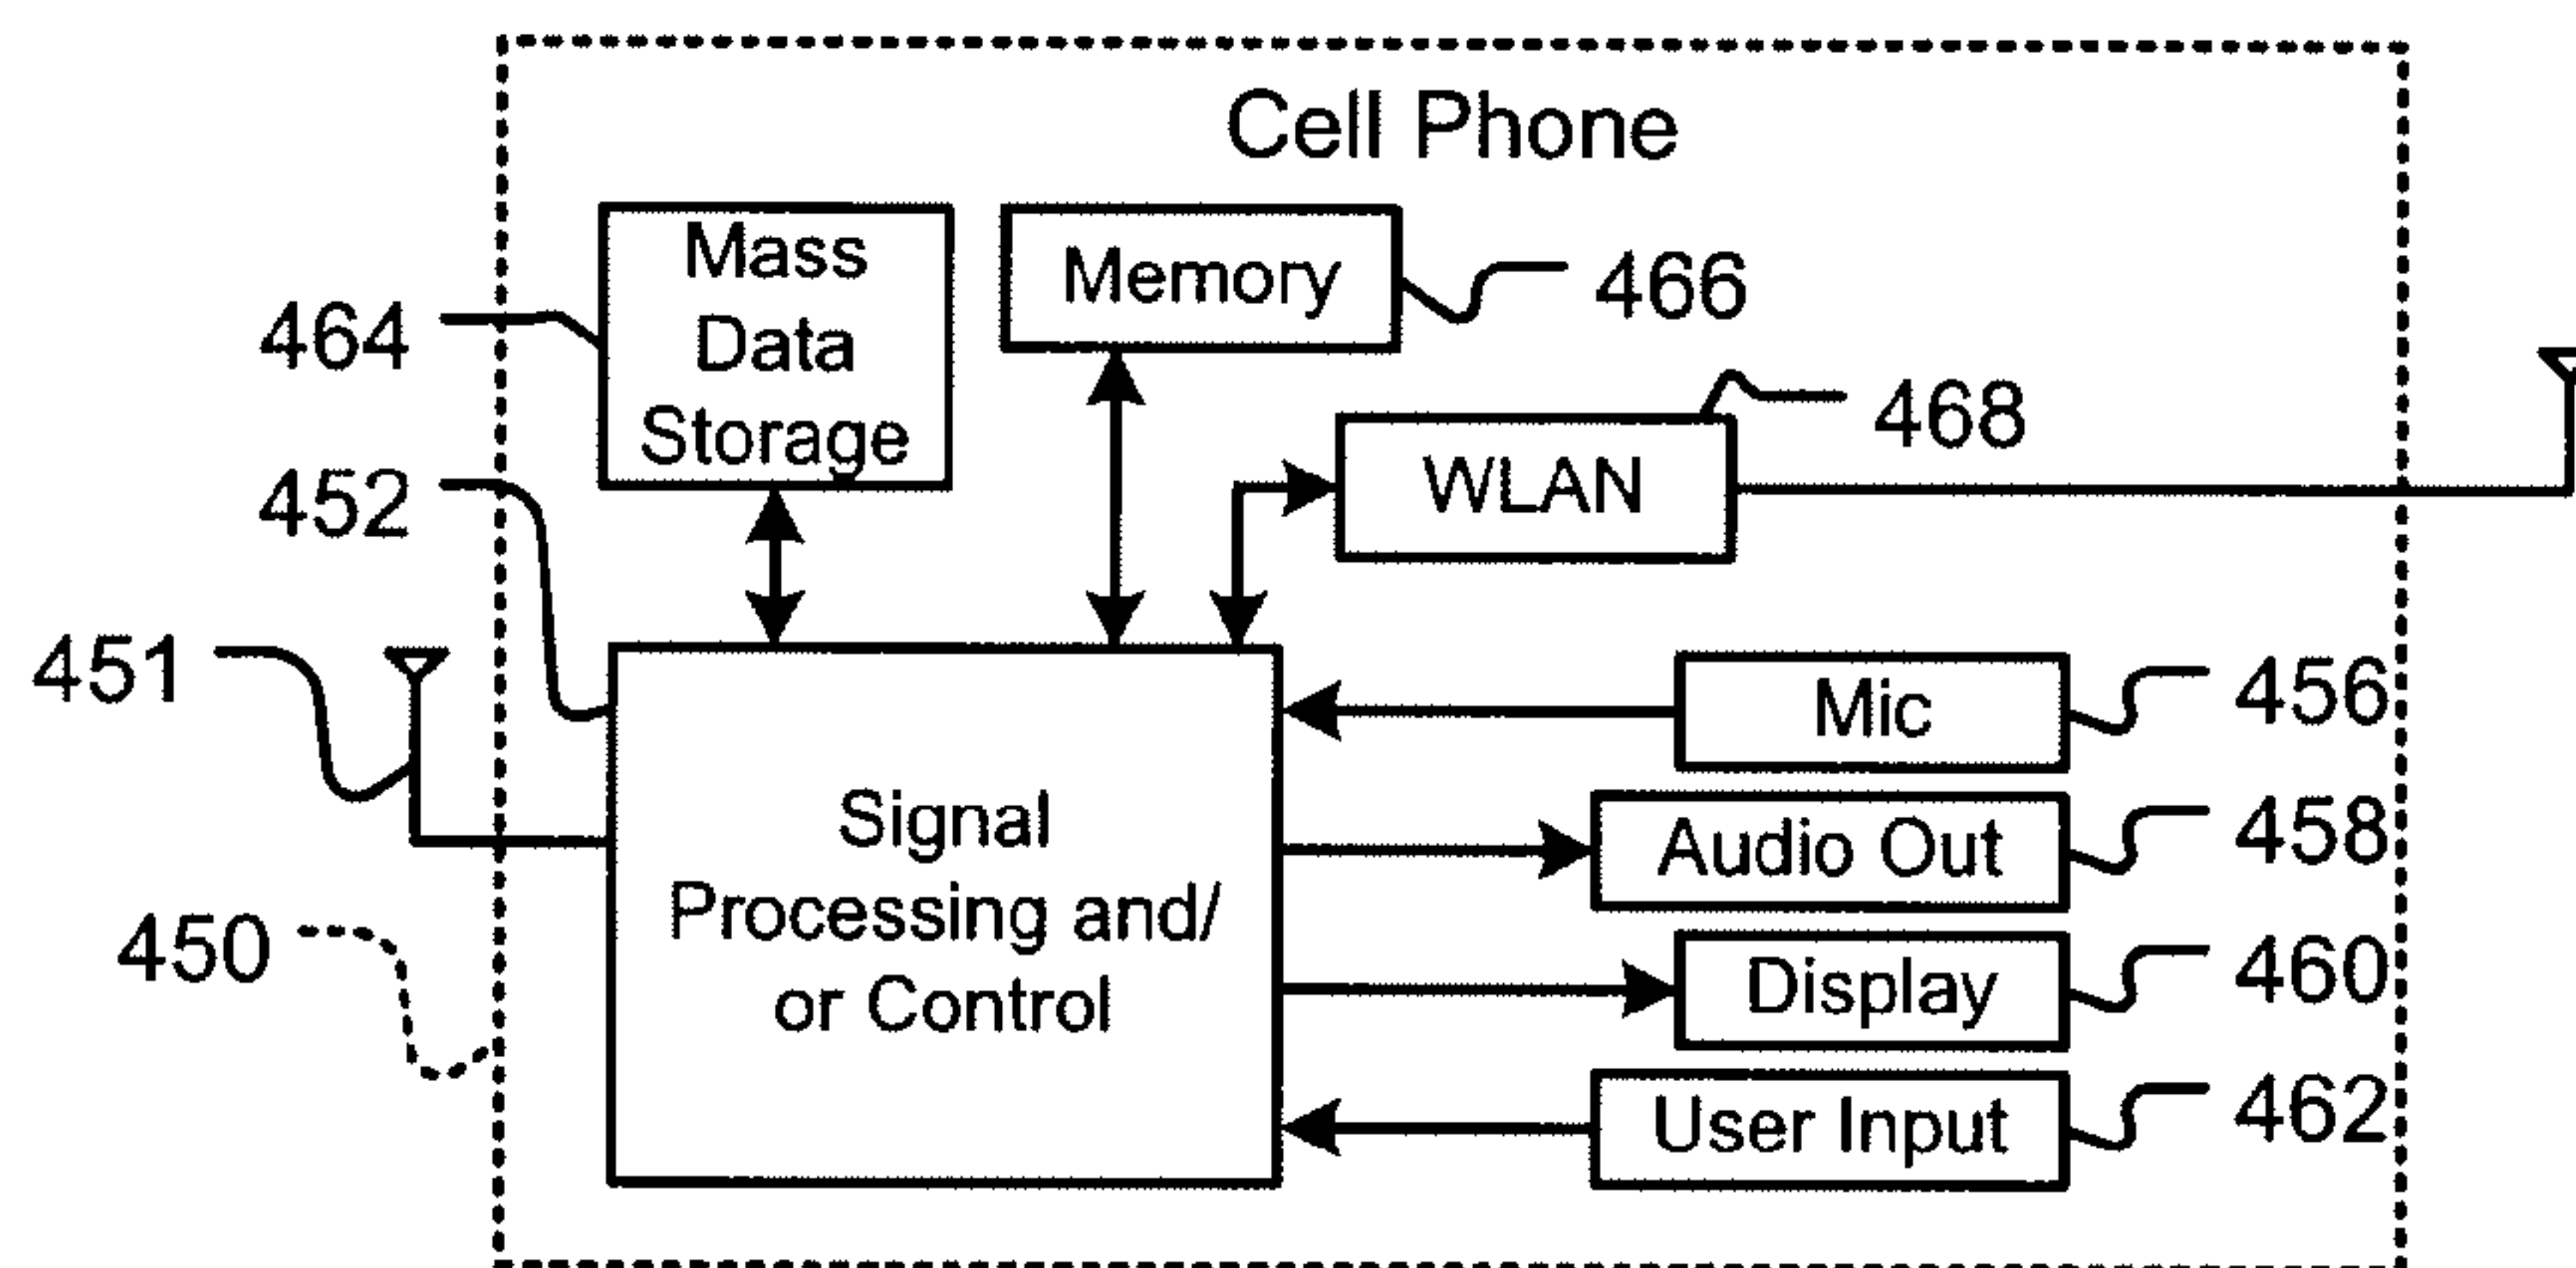 Cell Phone
Mass
Data
Storage
Memory
466
464
468
WLAN
452
451
Mic
456
Signal
Processing and/
or Control
Audio Out
458
450
Display
460
User Input
462